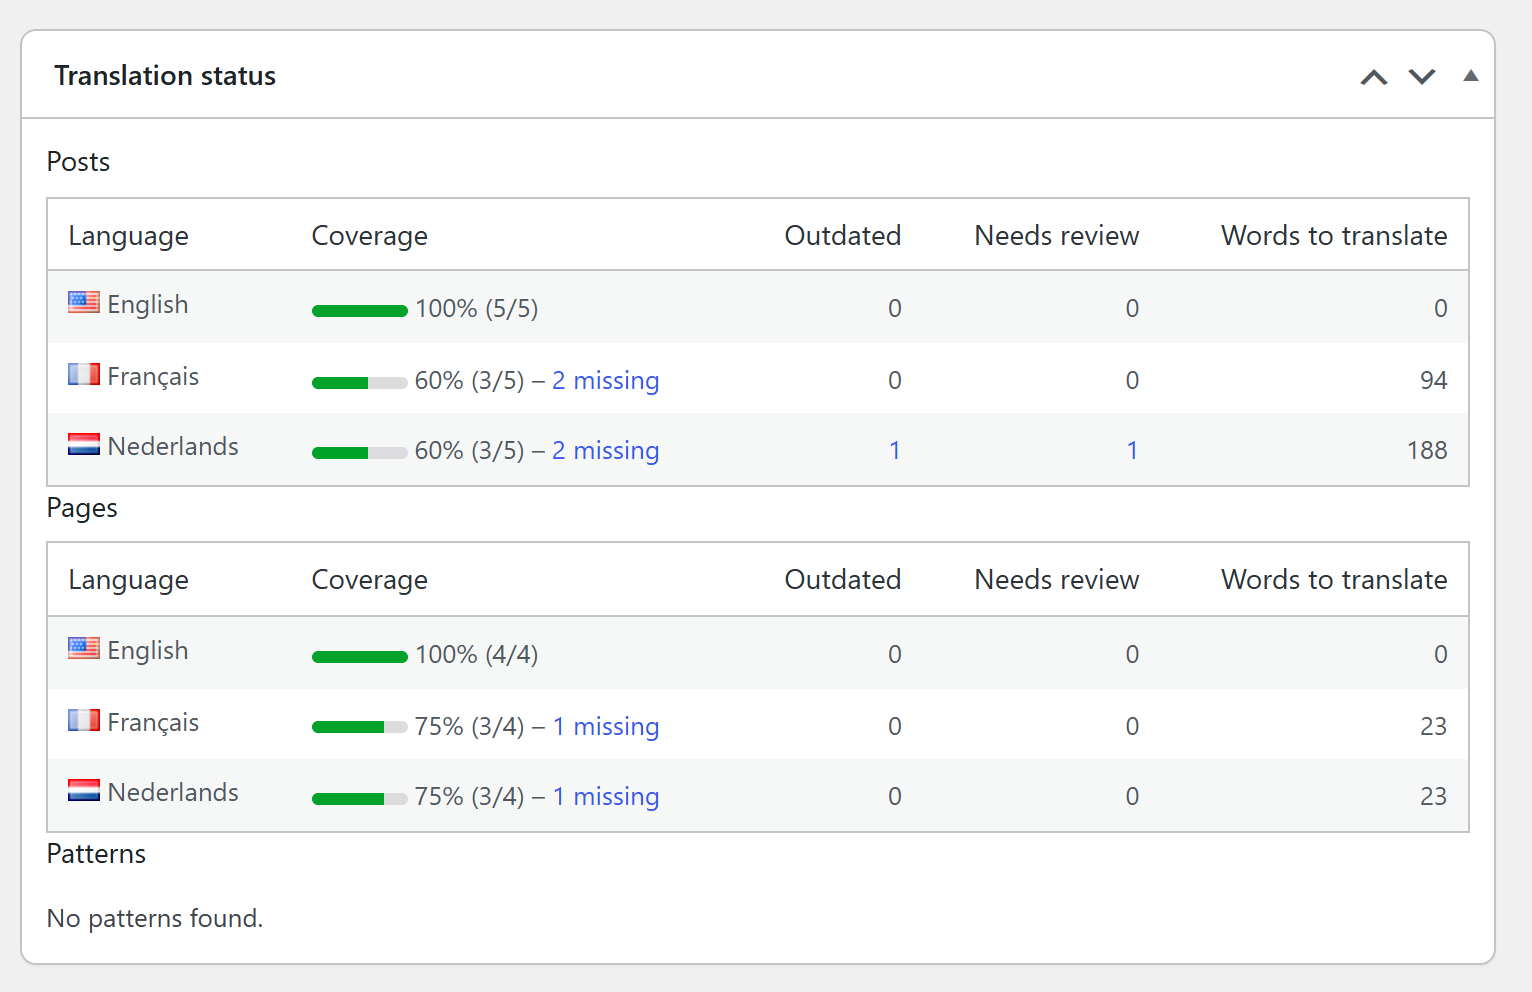 Translation status
Posts
Language Coverage Outdated Needs review Words to translate
English 100% (5/5) 0 0 0
Français 60% (3/5) – 2 missing 0 0 94
Nederlands 60% (3/5) – 2 missing 1 1 188
Pages
Language Coverage Outdated Needs review Words to translate
English 100% (4/4) 0 0 0
Français 75% (3/4) – 1 missing 0 0 23
Nederlands 75% (3/4) – 1 missing 0 0 23
Patterns
No patterns found.